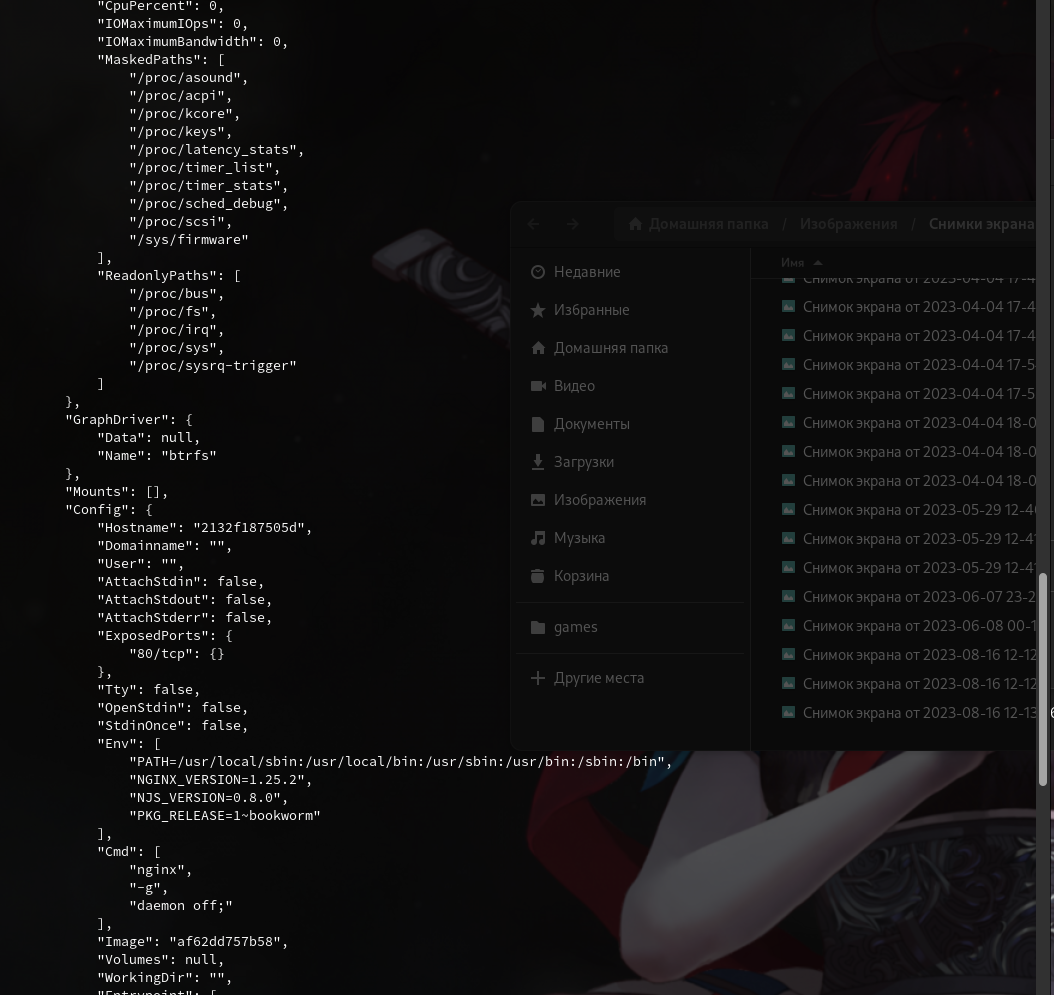 "CpuPercent": 0,
"IOMaximumIOps": 0,
"IOMaximumBandwidth": 0,
"MaskedPaths": [
"/proc/asound",
"/proc/acpi",
"/proc/kcore",
"/proc/keys",
"/proc/latency_stats",
"/proc/timer_list",
"/proc/timer_stats",
"/proc/sched_debug",
"/proc/scsi",
"/sys/firmware"
],
"ReadonlyPaths": [
"/proc/bus",
"/proc/fs",
"/proc/irq",
"/proc/sys",
"/proc/sysrq-trigger"
]
},
"GraphDriver": {
"Data": null,
"Name": "btrfs"
},
"Mounts": [],
"Config": {
"Hostname": "2132f187505d",
"Domainname": "",
"User": "",
"AttachStdin": false,
"AttachStdout": false,
"AttachStderr": false,
"ExposedPorts": {
"80/tcp": {}
},
"Tty": false,
"OpenStdin": false,
"StdinOnce": false,
"Env": [
"PATH=/usr/local/sbin:/usr/local/bin:/usr/sbin:/usr/bin:/sbin:/bin",
"NGINX_VERSION=1.25.2",
"NJS_VERSION=0.8.0",
"PKG_RELEASE=1~bookworm"
],
"Cmd": [
"nginx",
"-g",
"daemon off;"
],
"Image": "af62dd757b58",
"Volumes": null,
"WorkingDir": "",
"Entrypoint": [
Домашняя папка / Изображения / Снимки экрана
Недавние
Избранные
Домашняя папка
Видео
Документы
Загрузки
Изображения
Музыка
Корзина
games
Другие места
Имя
Снимок экрана от 2023-04-04 17-4
Снимок экрана от 2023-04-04 17-4
Снимок экрана от 2023-04-04 17-4
Снимок экрана от 2023-04-04 17-5
Снимок экрана от 2023-04-04 17-5
Снимок экрана от 2023-04-04 18-0
Снимок экрана от 2023-04-04 18-0
Снимок экрана от 2023-04-04 18-0
Снимок экрана от 2023-05-29 12-4
Снимок экрана от 2023-05-29 12-41
Снимок экрана от 2023-05-29 12-41
Снимок экрана от 2023-06-07 23-2
Снимок экрана от 2023-06-08 00-1
Снимок экрана от 2023-08-16 12-12
Снимок экрана от 2023-08-16 12-12
Снимок экрана от 2023-08-16 12-13